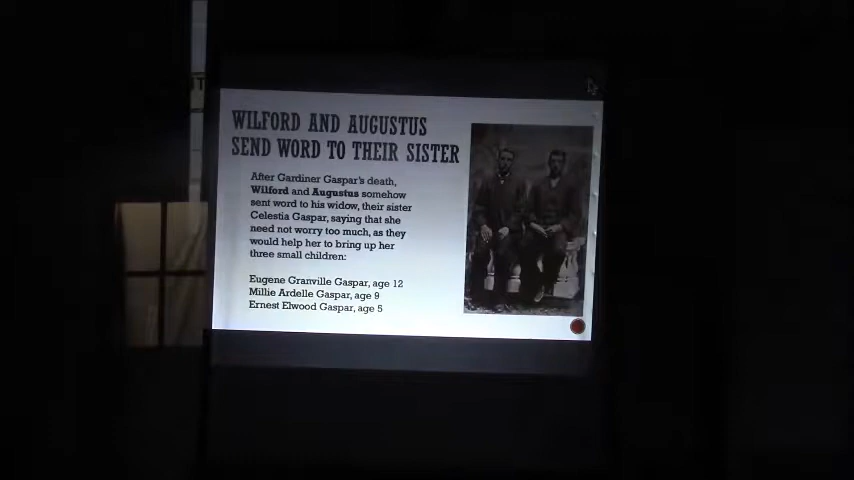 WILFORD AND AUGUSTUS
SEND WORD TO THEIR SISTER
After Gardiner Gaspar's death,
Wilford and Augustus somehow
sent word to his widow, their sister
Celestia Gaspar, saying that she
need not worry too much, as they
would help her to bring up her
three small children:
Eugene Granville Gaspar, age 12
Millie Ardelle Gaspar, age 9
Ernest Elwood Gaspar, age 5